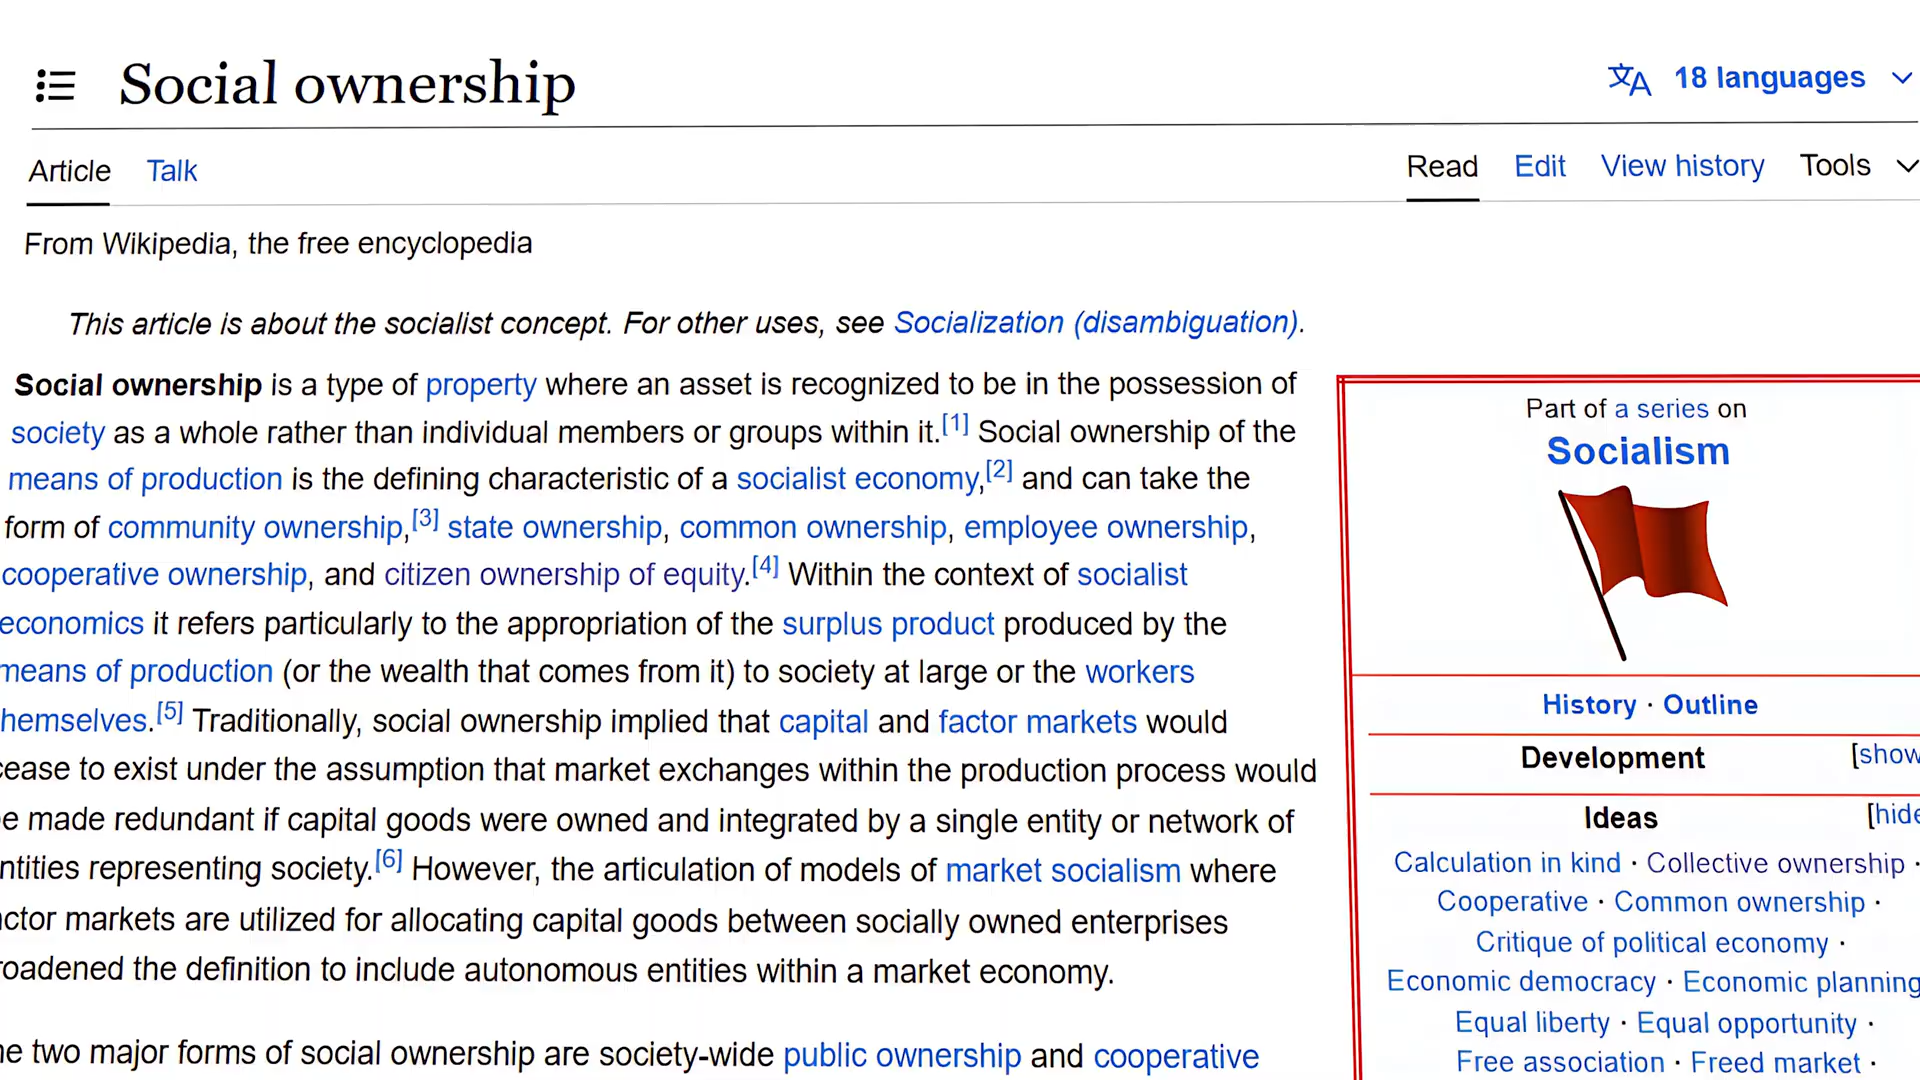 Social ownership
18 languages
Article Talk
Read Edit View history Tools
From Wikipedia, the free encyclopedia
This article is about the socialist concept. For other uses, see Socialization (disambiguation).
Social ownership is a type of property where an asset is recognized to be in the possession of
society as a whole rather than individual members or groups within it.[1] Social ownership of the
means of production is the defining characteristic of a socialist economy,[2] and can take the
form of community ownership,[3] state ownership, common ownership, employee ownership,
cooperative ownership, and citizen ownership of equity.[4] Within the context of socialist
economics it refers particularly to the appropriation of the surplus product produced by the
means of production (or the wealth that comes from it) to society at large or the workers
hemselves.[5] Traditionally, social ownership implied that capital and factor markets would
cease to exist under the assumption that market exchanges within the production process would
e made redundant if capital goods were owned and integrated by a single entity or network of
ntities representing society.[6] However, the articulation of models of market socialism where
ctor markets are utilized for allocating capital goods between socially owned enterprises
roadened the definition to include autonomous entities within a market economy.
he two major forms of social ownership are society-wide public ownership and cooperative
Part of a series on
Socialism
History · Outline
Development [show
Ideas [hide
Calculation in kind · Collective ownership ·
Cooperative · Common ownership ·
Critique of political economy ·
Economic democracy · Economic planning
Equal liberty · Equal opportunity ·
Free association · Freed market ·